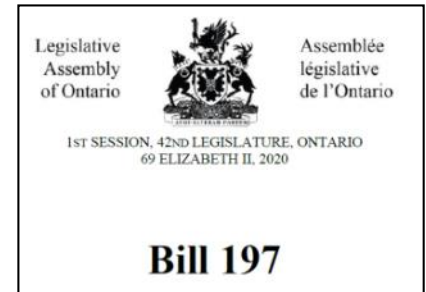 Legislative
Assembly
of Ontario
Assemblée
législative
de l'Ontario
1ST SESSION, 42ND LEGISLATURE, ONTARIO
69 ELIZABETH II, 2020
Bill 197